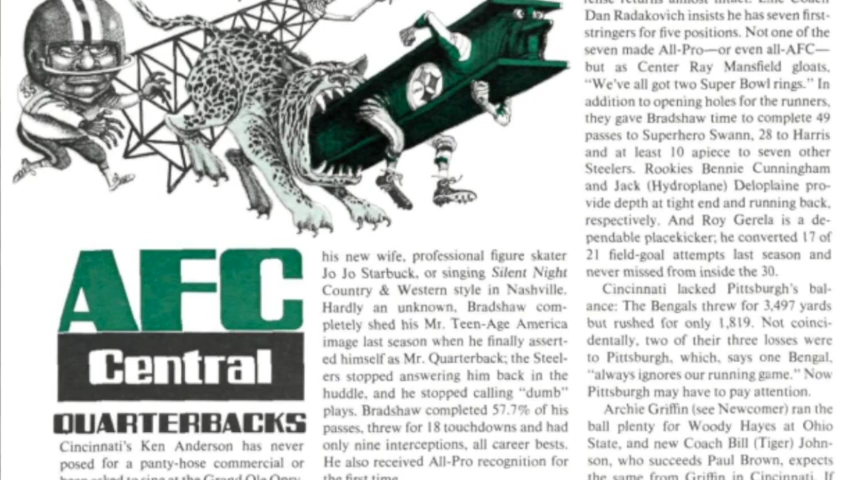 AFC
Central
QUARTERBACKS
Cincinnati's Ken Anderson has never
posed for a panty-hose commercial or
been asked to sing at the Grand Ole Opry.
his new wife, professional figure skater
Jo Jo Starbuck, or singing Silent Night
Country & Western style in Nashville.
Hardly an unknown, Bradshaw com-
pletely shed his Mr. Teen-Age America
image last season when he finally assert-
ed himself as Mr. Quarterback; the Steel-
ers stopped answering him back in the
huddle, and he stopped calling "dumb"
plays. Bradshaw completed 57.7% of his
passes, threw for 18 touchdowns and had
only nine interceptions, all career bests.
He also received All-Pro recognition for
the first time.
fense returns almost intact. Line Coach
Dan Radakovich insists he has seven first-
stringers for five positions. Not one of the
seven made All-Pro—or even all-AFC—
but as Center Ray Mansfield gloats,
"We've all got two Super Bowl rings." In
addition to opening holes for the runners,
they gave Bradshaw time to complete 49
passes to Superhero Swann, 28 to Harris
and at least 10 apiece to seven other
Steelers. Rookies Bennie Cunningham
and Jack (Hydroplane) Deloplaine pro-
vide depth at tight end and running back,
respectively. And Roy Gerela is a de-
pendable placekicker; he converted 17 of
21 field-goal attempts last season and
never missed from inside the 30.
Cincinnati lacked Pittsburgh's bal-
ance: The Bengals threw for 3,497 yards
but rushed for only 1,819. Not coinci-
dentally, two of their three losses were
to Pittsburgh, which, says one Bengal,
"always ignores our running game." Now
Pittsburgh may have to pay attention.
Archie Griffin (see Newcomer) ran the
ball plenty for Woody Hayes at Ohio
State, and new Coach Bill (Tiger) John-
son, who succeeds Paul Brown, expects
the same from Griffin in Cincinnati. If